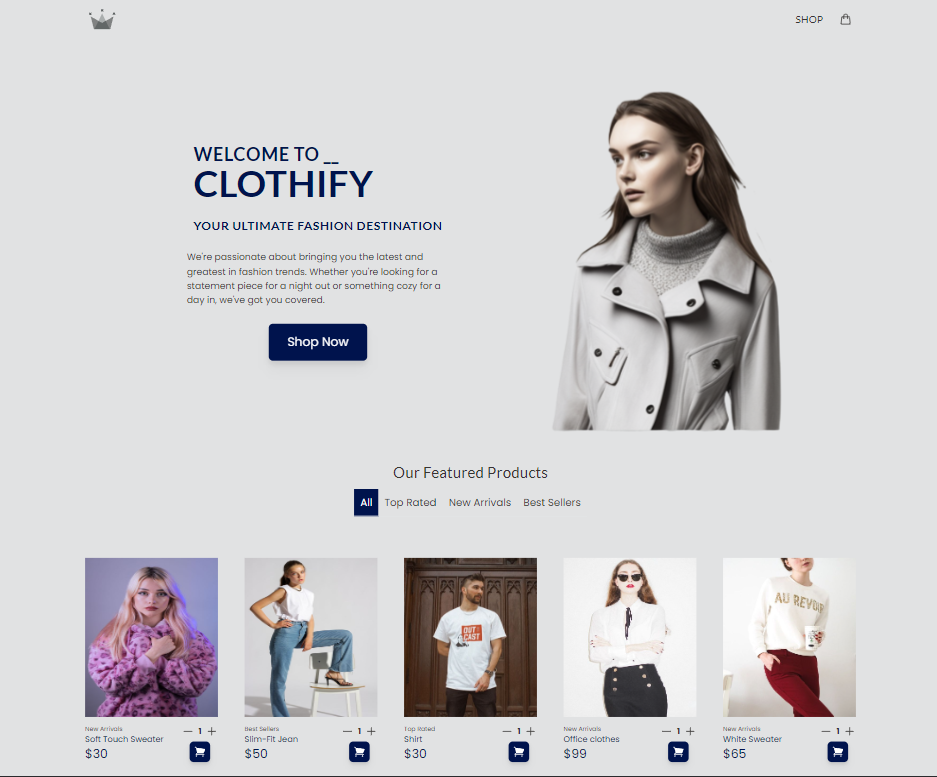 SHOP
WELCOME TO __
CLOTHIFY
YOUR ULTIMATE FASHION DESTINATION
We're passionate about bringing you the latest and
greatest in fashion trends. Whether you're looking for a
statement piece for a night out or something cozy for a
day in, we've got you covered.
Shop Now
Our Featured Products
All Top Rated New Arrivals Best Sellers
OUT
CAST
AU REVOIR
New Arrivals — 1 +
Soft Touch Sweater
$30
Best Sellers — 1 +
Slim-Fit Jean
$50
Top Rated — 1 +
Shirt
$30
New Arrivals — 1 +
Office clothes
$99
New Arrivals — 1 +
White Sweater
$65